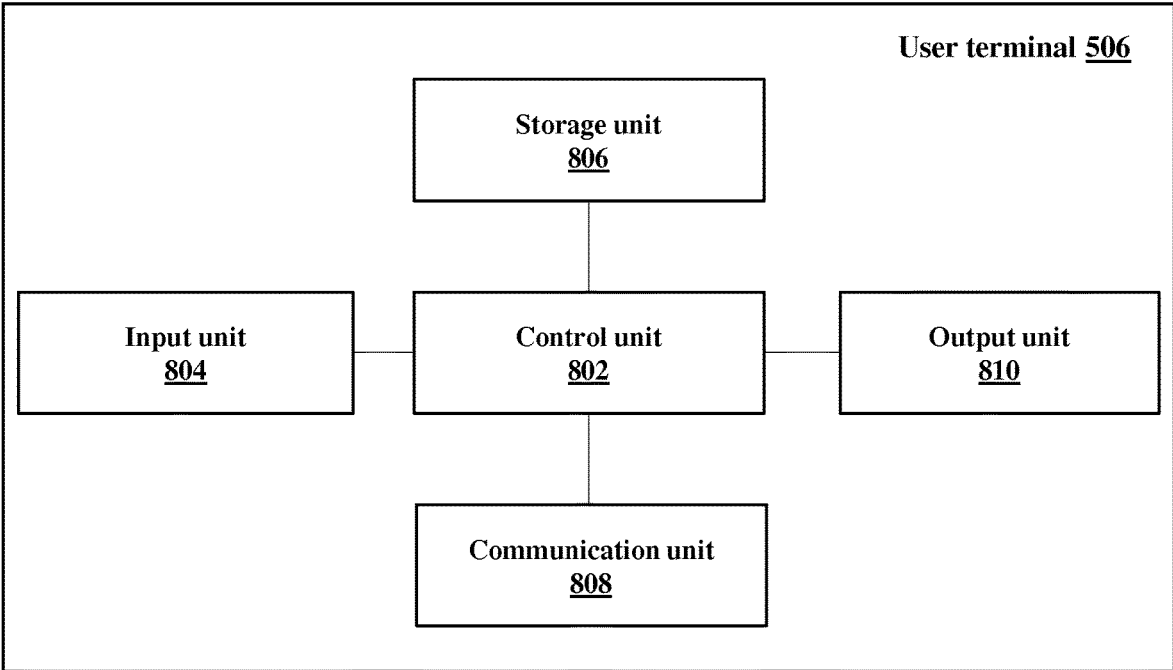 User terminal 506
Storage unit
806
Input unit
804
Control unit
802
Output unit
810
Communication unit
808